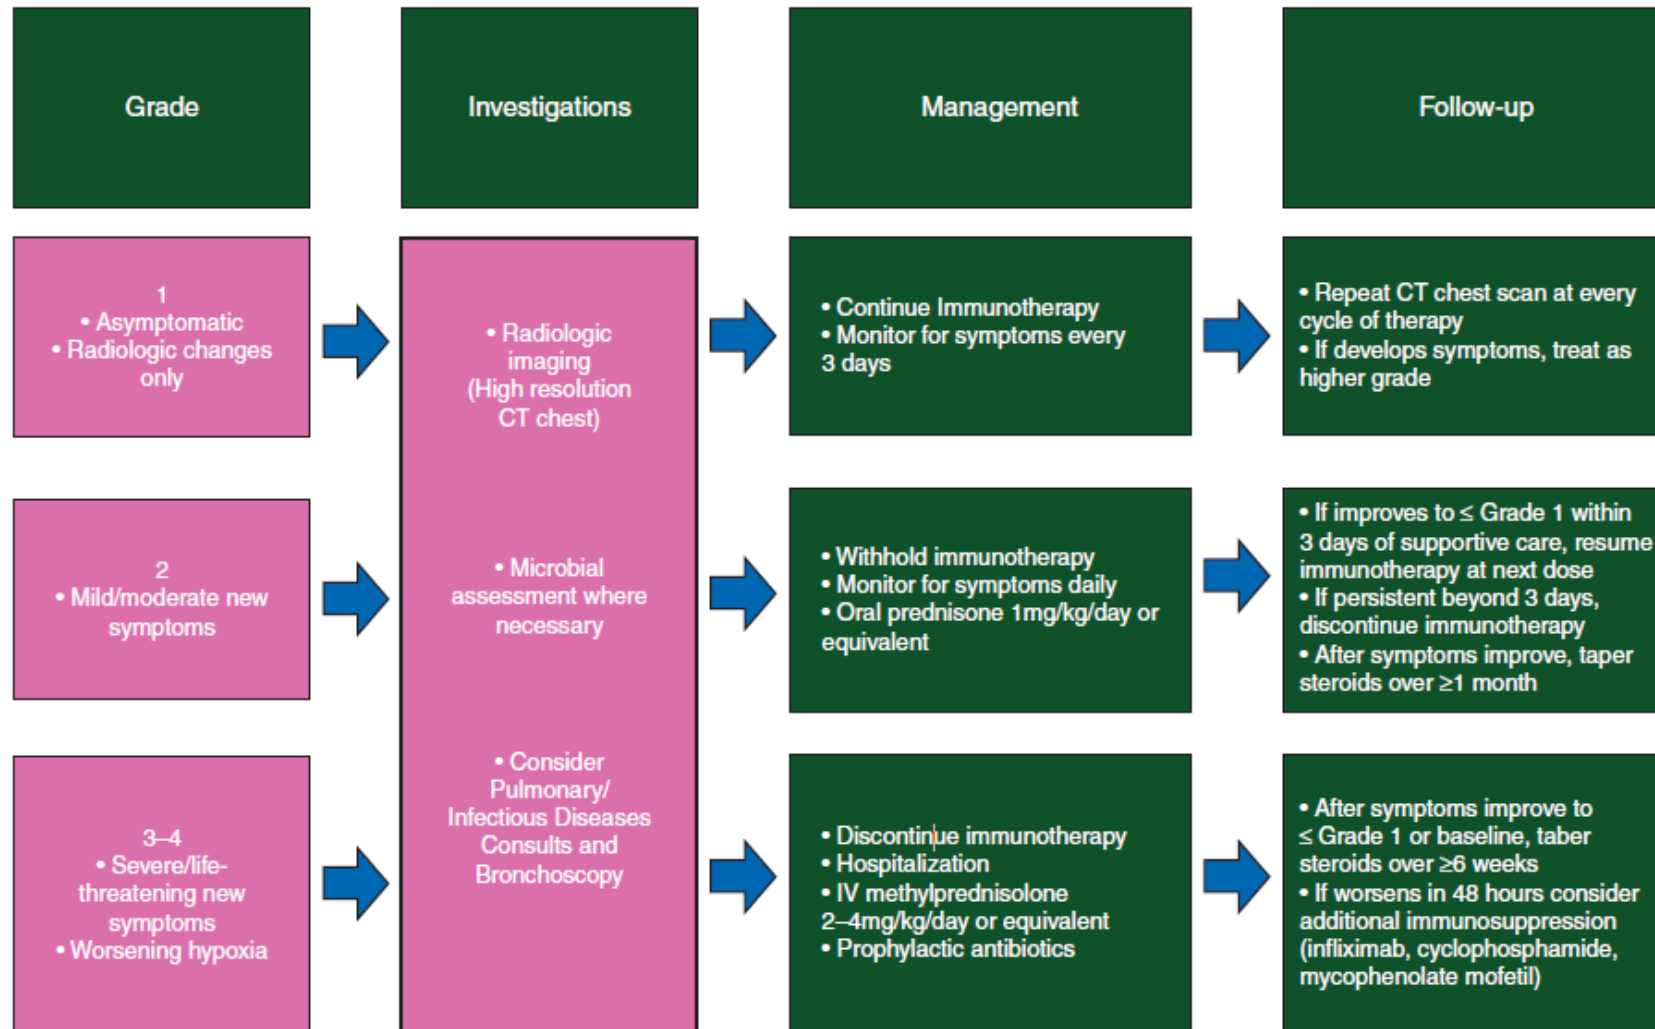 Grade
Investigations
Management
Follow-up
1
• Asymptomatic
• Radiologic changes
only
• Radiologic
imaging
(High resolution
CT chest)
• Continue Immunotherapy
• Monitor for symptoms every
3 days
• Repeat CT chest scan at every
cycle of therapy
• If develops symptoms, treat as
higher grade
2
• Mild/moderate new
symptoms
• Microbial
assessment where
necessary
• Withhold immunotherapy
• Monitor for symptoms daily
• Oral prednisone 1mg/kg/day or
equivalent
• If improves to ≤ Grade 1 within
3 days of supportive care, resume
immunotherapy at next dose
• If persistent beyond 3 days,
discontinue immunotherapy
• After symptoms improve, taper
steroids over ≥1 month
3–4
• Severe/life-
threatening new
symptoms
• Worsening hypoxia
• Consider
Pulmonary/
Infectious Diseases
Consults and
Bronchoscopy
• Discontinue immunotherapy
• Hospitalization
• IV methylprednisolone
2–4mg/kg/day or equivalent
• Prophylactic antibiotics
• After symptoms improve to
≤ Grade 1 or baseline, taber
steroids over ≥6 weeks
• If worsens in 48 hours consider
additional immunosuppression
(infliximab, cyclophosphamide,
mycophenolate mofetil)